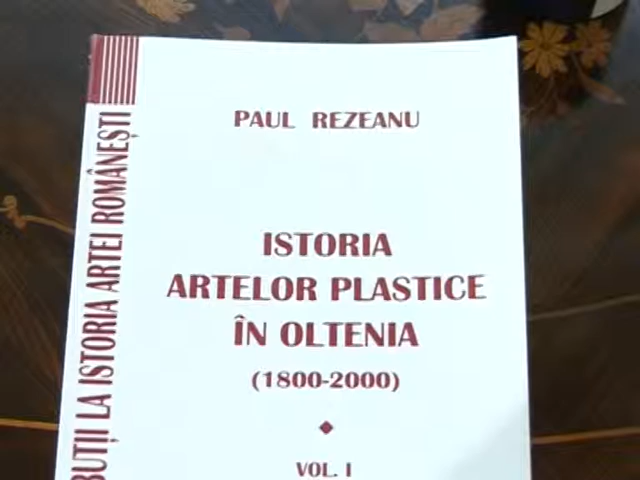 PAUL REZEANU
ISTORIA
ARTELOR PLASTICE
ÎN OLTENIA
(1800-2000)
VOL. I
BUȚII LA ISTORIA ARTEI ROMÂNEȘTI